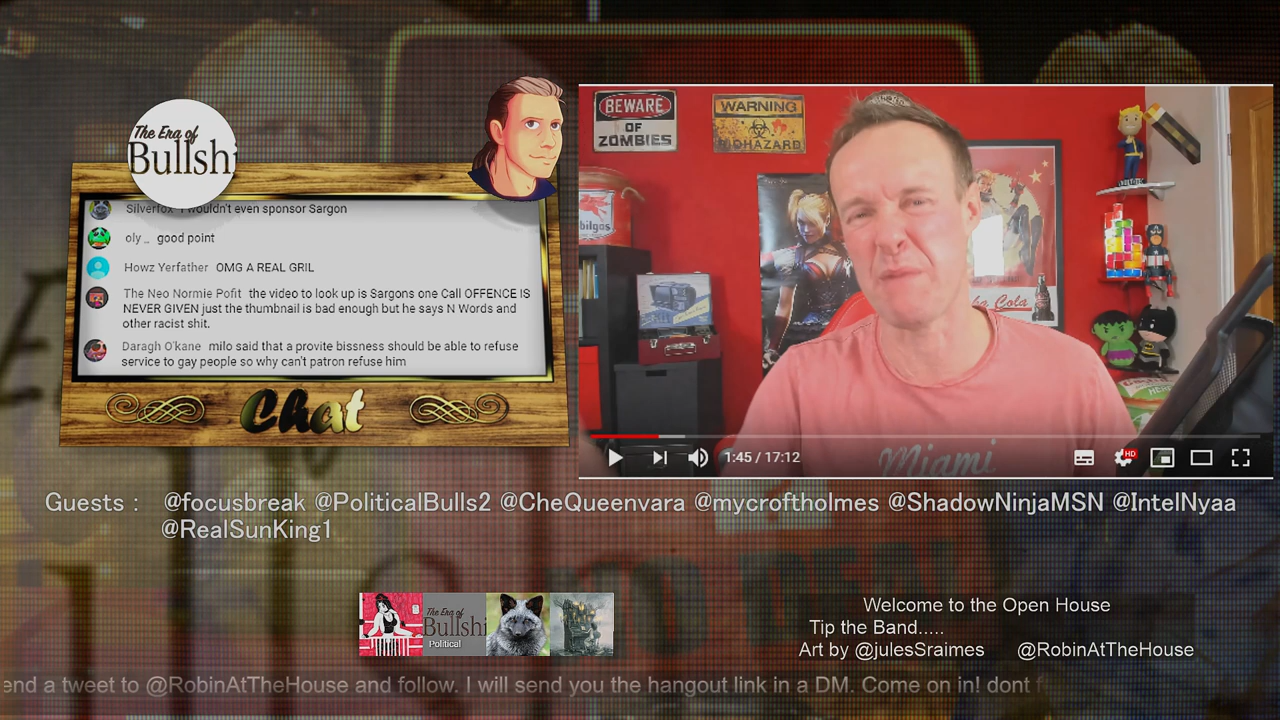 BEWARE
OF
ZOMBIES
WARNING
BIOHAZARD
The Era of
Bullshi
Silverfox I wouldn't even sponsor Sargon
oly _ good point
Howz Yerfather OMG A REAL GRIL
The Neo Normie Pofit the video to look up is Sargons one Call OFFENCE IS
NEVER GIVEN just the thumbnail is bad enough but he says N Words and
other racist shit.
Daragh O'kane milo said that a provite bissness should be able to refuse
service to gay people so why can't patron refuse him
Chat
Coca Cola
Miami
1:45 / 17:12
HD
Guests : @focusbreak @PoliticalBulls2 @CheQueenvara @mycroftholmes @ShadowNinjaMSN @IntelNyaa
@RealSunKing1
The Era of
Bullshi
Political
Welcome to the Open House
Tip the Band.....
Art by @julesSraimes @RobinAtTheHouse
end a tweet to @RobinAtTheHouse and follow. I will send you the hangout link in a DM. Come on in! dont f